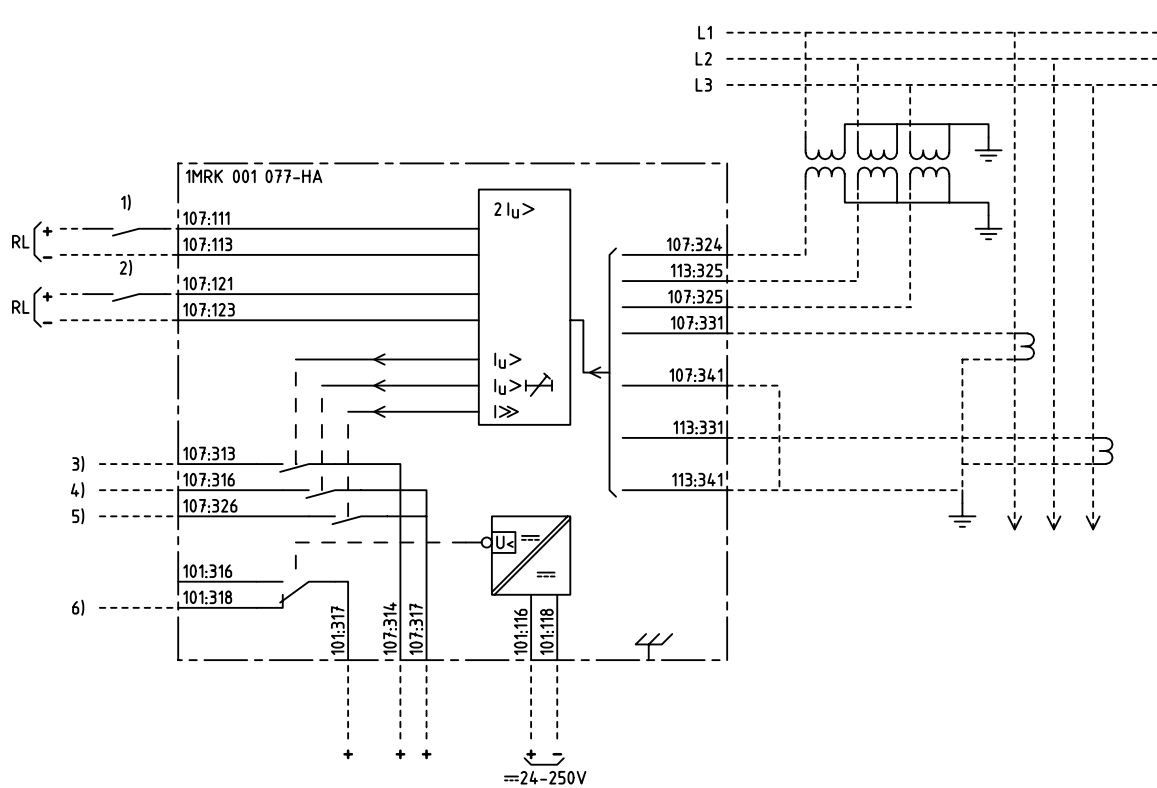 L1
L2
L3
1MRK 001 077-HA
1)
2 Iu>
RL + 107:111
- 107:113
2)
RL + 107:121
- 107:123
107:324
113:325
107:325
107:331
107:341
113:331
113:341
Iu>
Iu>
I>>
3) 107:313
4) 107:316
5) 107:326
U<
101:316
6) 101:318
101:317
107:314
107:317
101:116
101:118
+ + + + -
24-250V